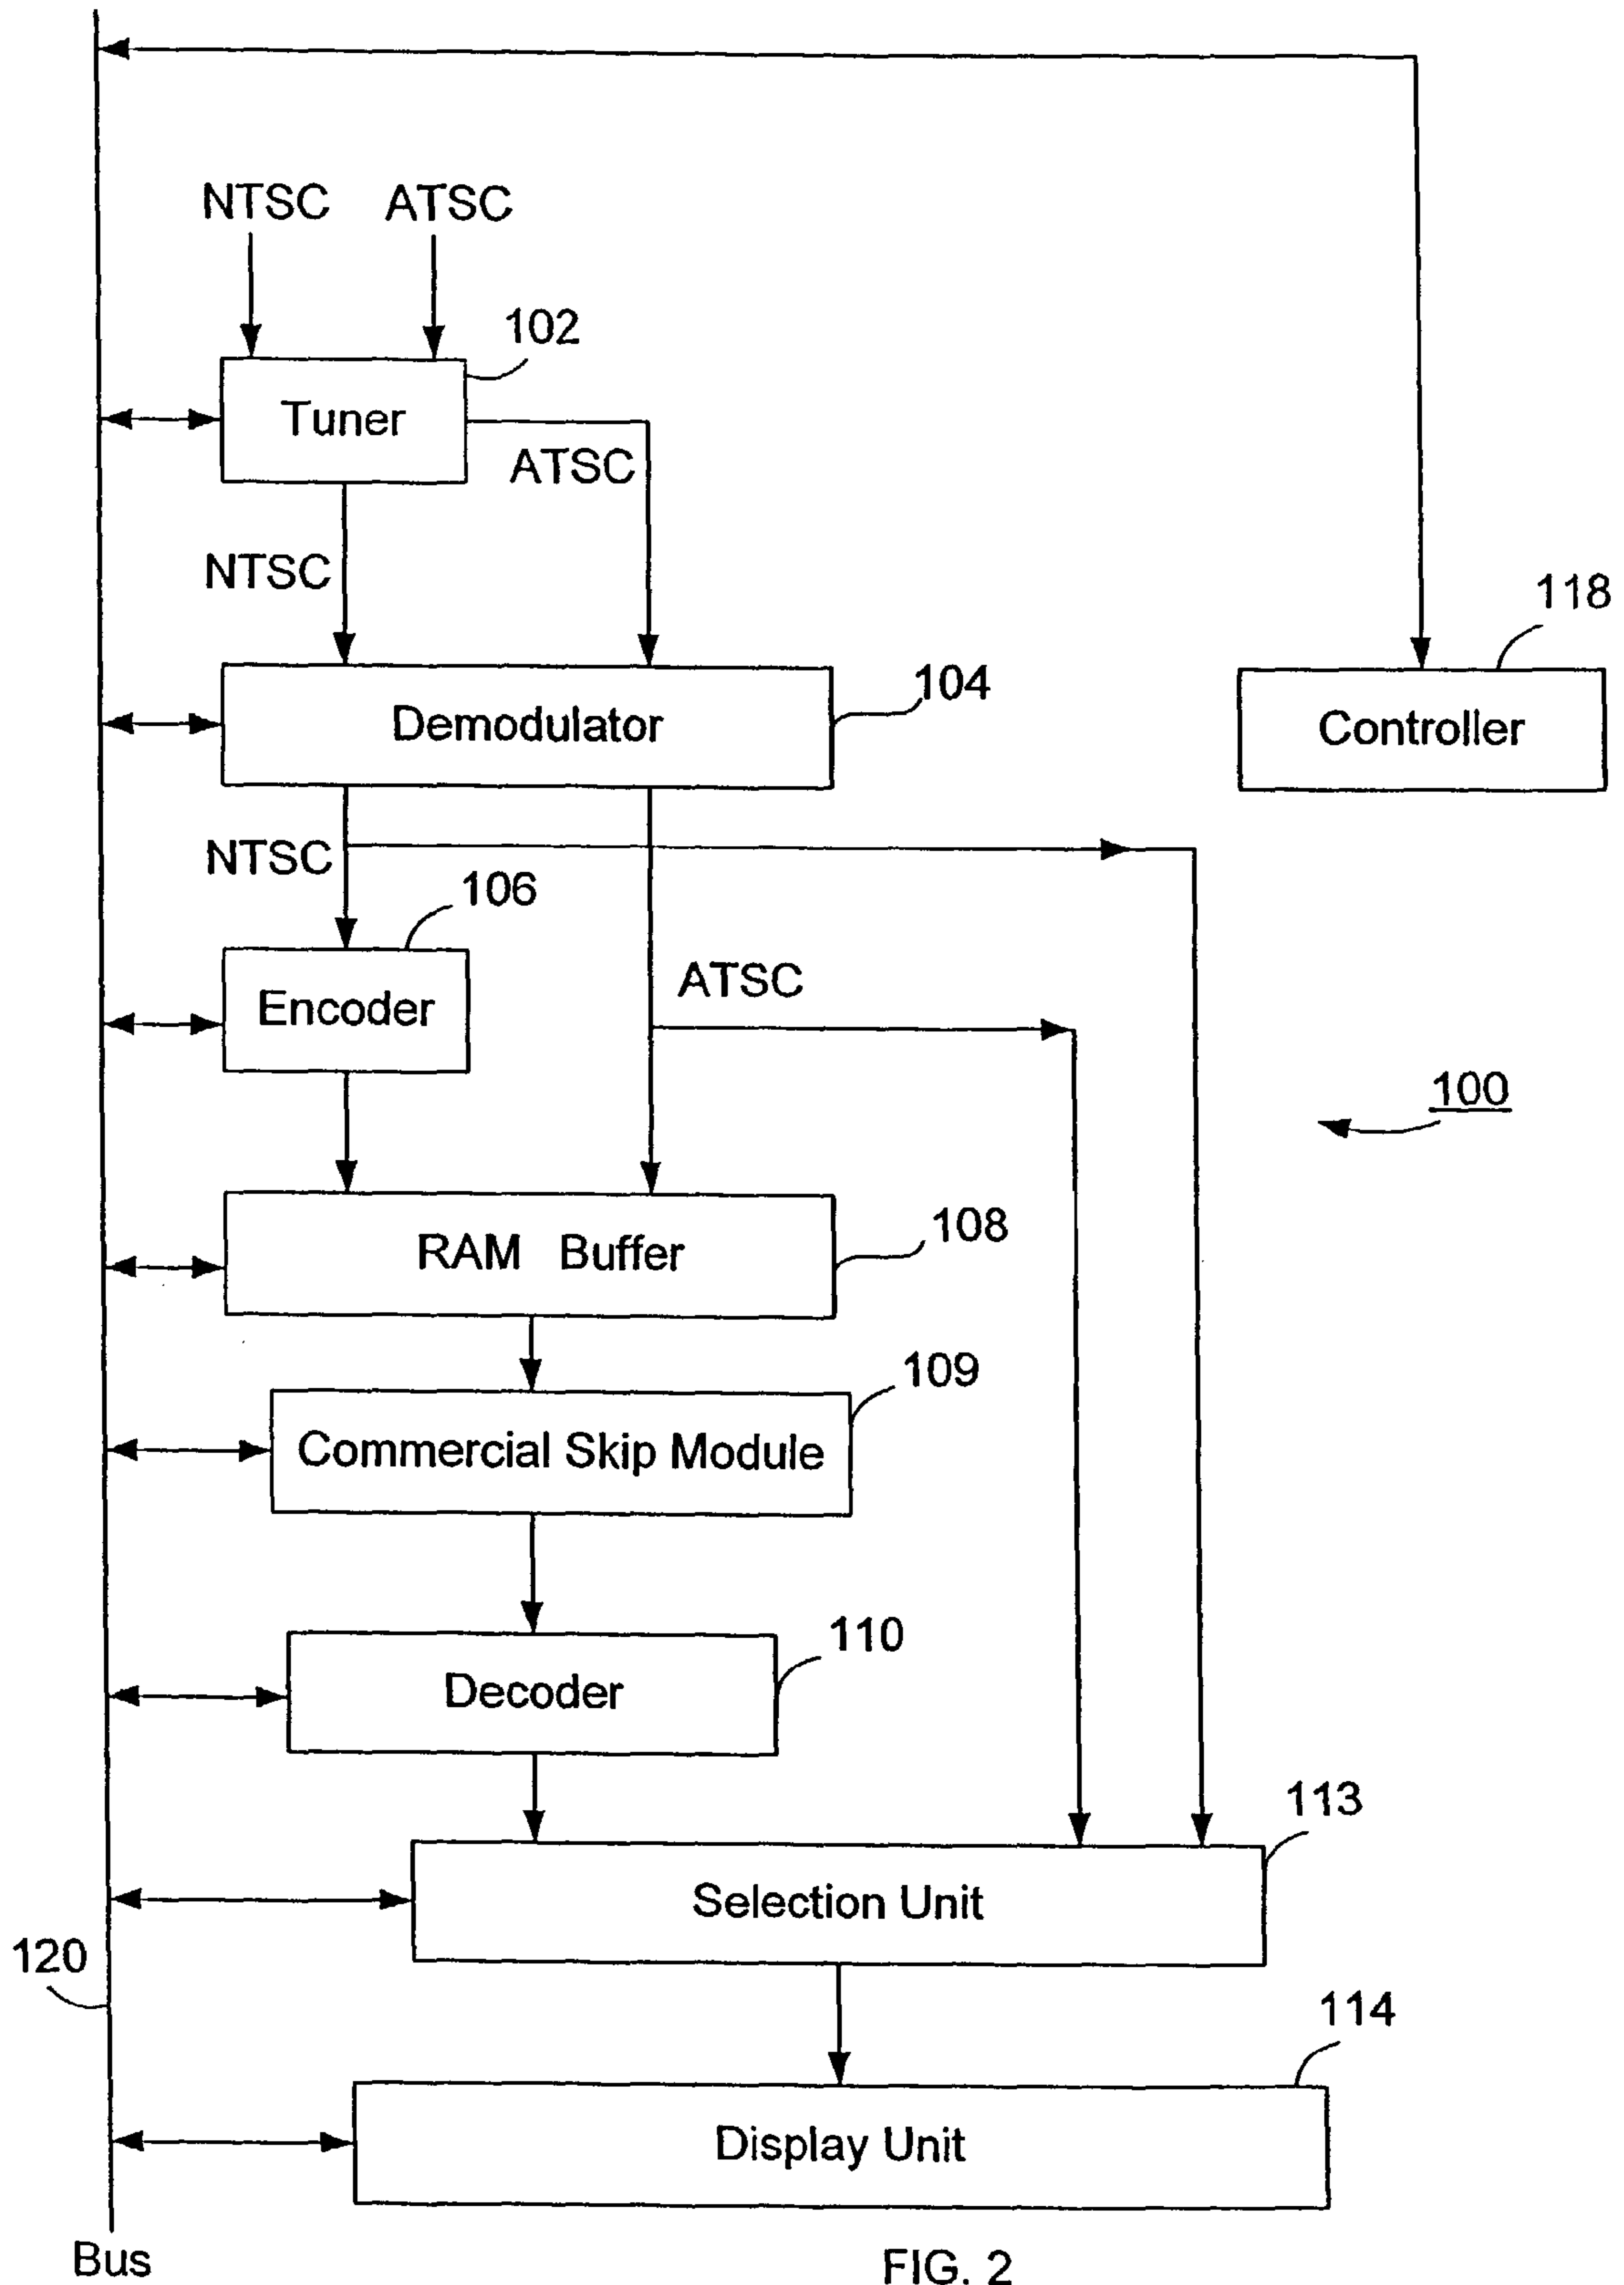 NTSC ATSC
102
Tuner
ATSC
NTSC
118
104
Demodulator
Controller
NTSC
106
ATSC
Encoder
100
108
RAM Buffer
109
Commercial Skip Module
110
Decoder
113
Selection Unit
120
114
Display Unit
Bus
FIG. 2